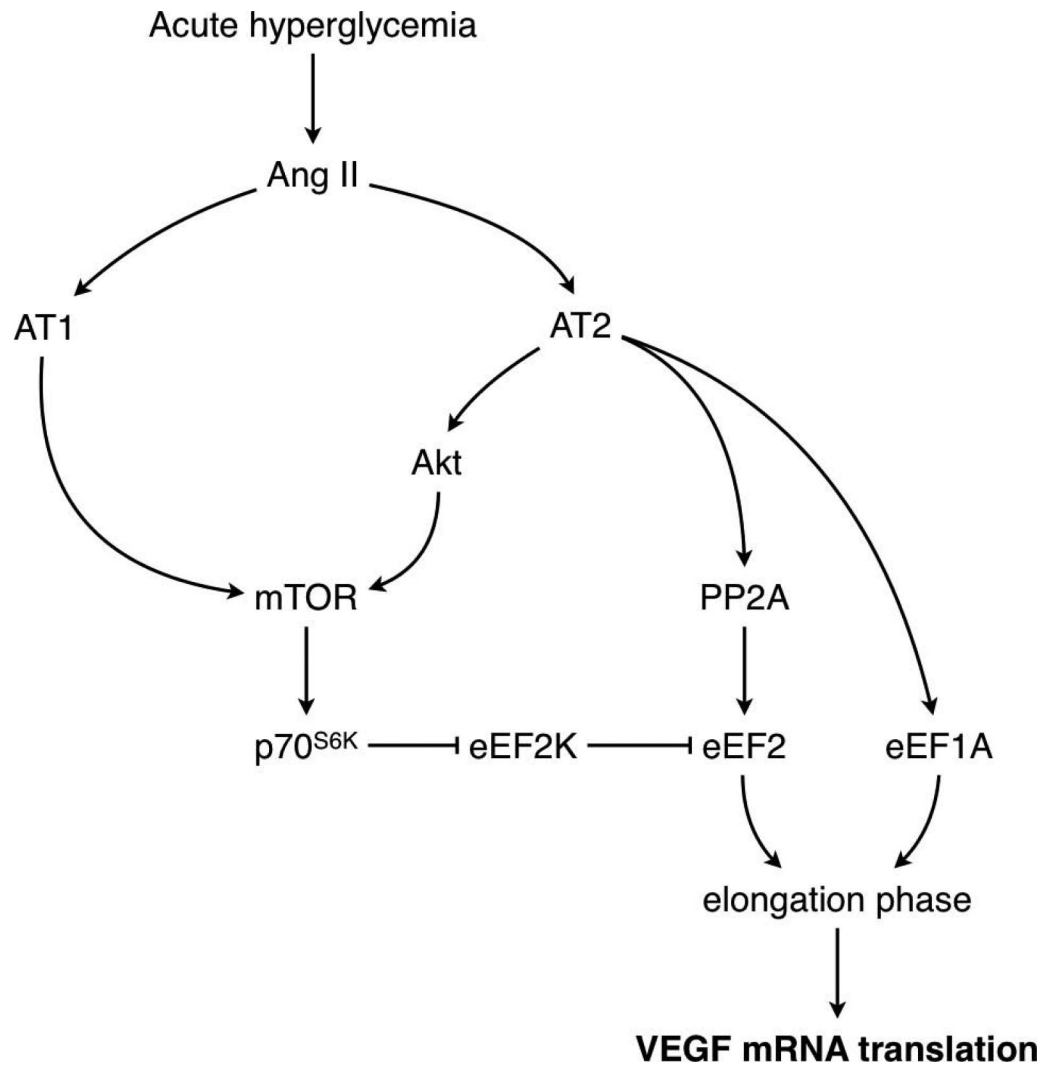 Acute hyperglycemia
Ang II
AT1
AT2
Akt
mTOR
PP2A
p70S6K
eEF2K
eEF2
eEF1A
elongation phase
VEGF mRNA translation